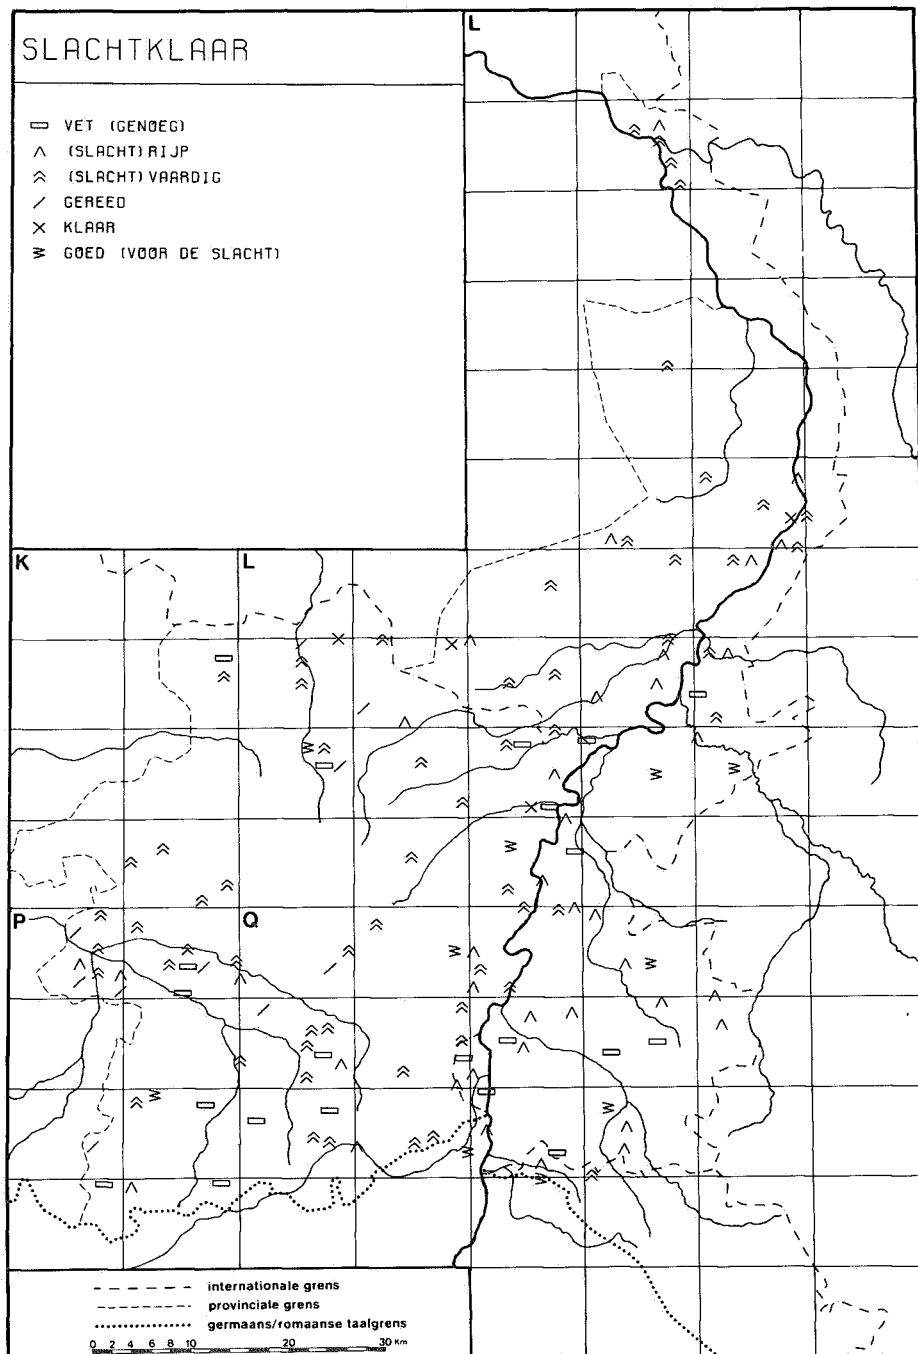 L
SLACHTKLAAR
VET (GENOEG)
(SLACHT) RIJP
(SLACHT) VAARDIG
GEREED
KLAAR
GOED (VOOR DE SLACHT)
K
L
P
Q
internationale grens
provinciale grens
germaans/romaanse taalgrens
0 2 4 6 8 10 20 30 Km